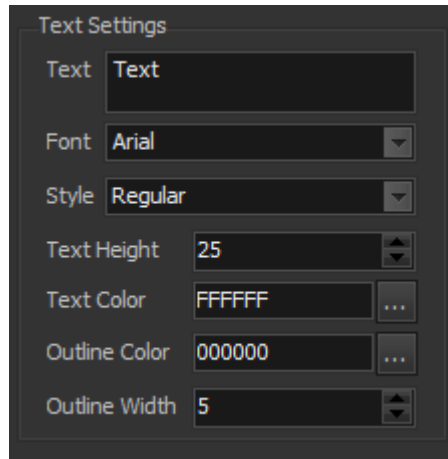 Text Settings
Text Text
Font Arial
Style Regular
Text Height 25
Text Color FFFFFF ...
Outline Color 000000 ...
Outline Width 5